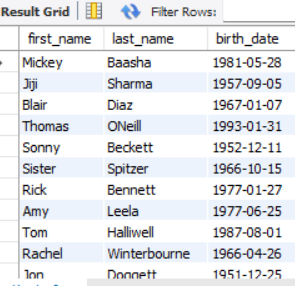 Result Grid Filter Rows:
first_name last_name birth_date
Mickey Baasha 1981-05-28
Jiji Sharma 1957-09-05
Blair Diaz 1967-01-07
Thomas ONeill 1993-01-31
Sonny Beckett 1952-12-11
Sister Spitzer 1966-10-15
Rick Bennett 1977-01-27
Amy Leela 1977-06-25
Tom Halliwell 1987-08-01
Rachel Winterbourne 1966-04-26
Jon Doggett 1951-12-25